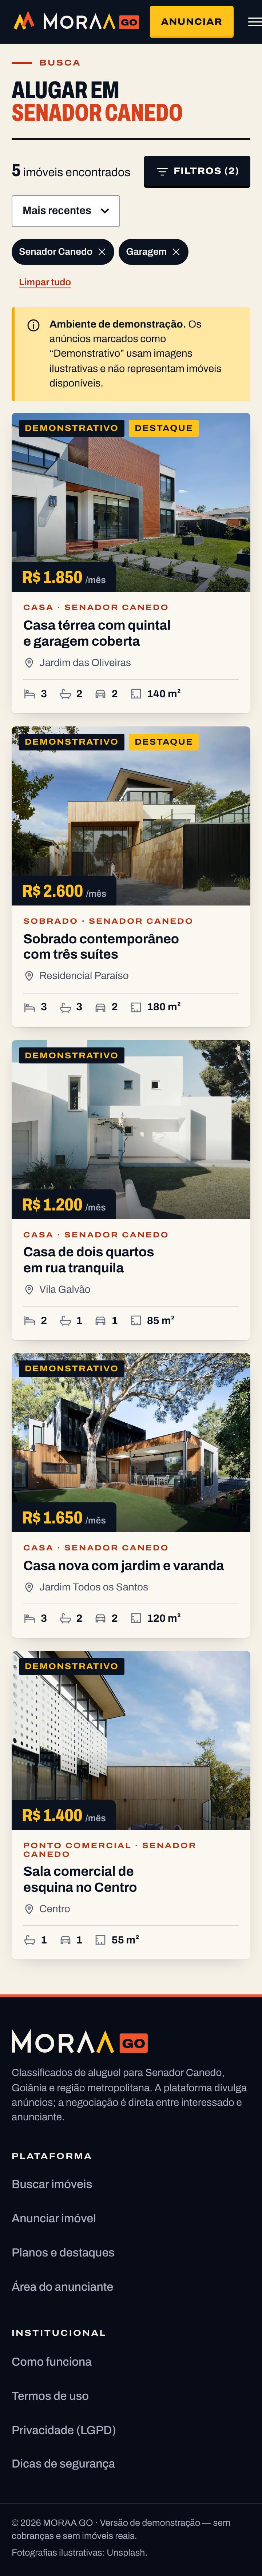 MORAA GO
ANUNCIAR
BUSCA
ALUGAR EM
SENADOR CANEDO
5 imóveis encontrados
FILTROS (2)
Mais recentes
Senador Canedo
Garagem
Limpar tudo
Ambiente de demonstração. Os
anúncios marcados como
“Demonstrativo” usam imagens
ilustrativas e não representam imóveis
disponíveis.
DEMONSTRATIVO
DESTAQUE
R$ 1.850 /mês
CASA · SENADOR CANEDO
Casa térrea com quintal
e garagem coberta
Jardim das Oliveiras
3 2 2 140 m²
DEMONSTRATIVO
DESTAQUE
R$ 2.600 /mês
SOBRADO · SENADOR CANEDO
Sobrado contemporâneo
com três suítes
Residencial Paraíso
3 3 2 180 m²
DEMONSTRATIVO
R$ 1.200 /mês
CASA · SENADOR CANEDO
Casa de dois quartos
em rua tranquila
Vila Galvão
2 1 1 85 m²
DEMONSTRATIVO
R$ 1.650 /mês
CASA · SENADOR CANEDO
Casa nova com jardim e varanda
Jardim Todos os Santos
3 2 2 120 m²
DEMONSTRATIVO
R$ 1.400 /mês
PONTO COMERCIAL · SENADOR
CANEDO
Sala comercial de
esquina no Centro
Centro
1 1 55 m²
MORAA GO
Classificados de aluguel para Senador Canedo,
Goiânia e região metropolitana. A plataforma divulga
anúncios; a negociação é direta entre interessado e
anunciante.
PLATAFORMA
Buscar imóveis
Anunciar imóvel
Planos e destaques
Área do anunciante
INSTITUCIONAL
Como funciona
Termos de uso
Privacidade (LGPD)
Dicas de segurança
© 2026 MORAA GO · Versão de demonstração — sem
cobranças e sem imóveis reais.
Fotografias ilustrativas: Unsplash.